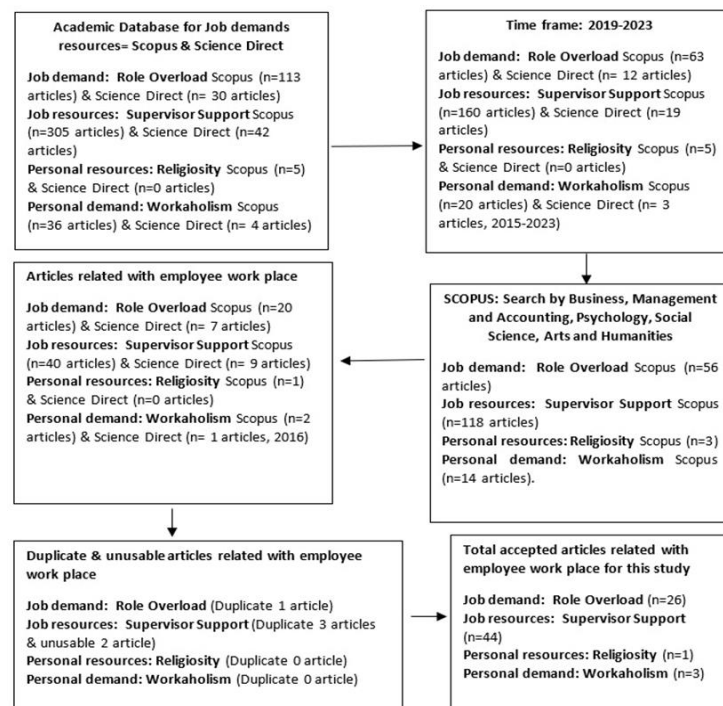 Academic Database for Job demands
resources= Scopus & Science Direct
Job demand: Role Overload Scopus (n=113
articles) & Science Direct (n= 30 articles)
Job resources: Supervisor Support Scopus
(n=305 articles) & Science Direct (n=42
articles)
Personal resources: Religiosity Scopus (n=5)
& Science Direct (n=0 articles)
Personal demand: Workaholism Scopus
(n=36 articles) & Science Direct (n= 4 articles)
Time frame: 2019-2023
Job demand: Role Overload Scopus (n=63
articles) & Science Direct (n= 12 articles)
Job resources: Supervisor Support Scopus
(n=160 articles) & Science Direct (n=19
articles)
Personal resources: Religiosity Scopus (n=5)
& Science Direct (n=0 articles)
Personal demand: Workaholism Scopus
(n=20 articles) & Science Direct (n= 3
articles, 2015-2023)
SCOPUS: Search by Business, Management
and Accounting, Psychology, Social
Science, Arts and Humanities
Job demand: Role Overload Scopus (n=56
articles)
Job resources: Supervisor Support Scopus
(n=118 articles)
Personal resources: Religiosity Scopus (n=3)
Personal demand: Workaholism Scopus
(n=14 articles).
Articles related with employee work place
Job demand: Role Overload Scopus (n=20
articles) & Science Direct (n= 7 articles)
Job resources: Supervisor Support Scopus
(n=40 articles) & Science Direct (n= 9 articles)
Personal resources: Religiosity Scopus (n=1)
& Science Direct (n=0 articles)
Personal demand: Workaholism Scopus (n=2
articles) & Science Direct (n= 1 articles, 2016)
Duplicate & unusable articles related with employee
work place
Job demand: Role Overload (Duplicate 1 article)
Job resources: Supervisor Support (Duplicate 3 articles
& unusable 2 article)
Personal resources: Religiosity (Duplicate 0 article)
Personal demand: Workaholism (Duplicate 0 article)
Total accepted articles related with
employee work place for this study
Job demand: Role Overload (n=26)
Job resources: Supervisor Support
(n=44)
Personal resources: Religiosity (n=1)
Personal demand: Workaholism (n=3)